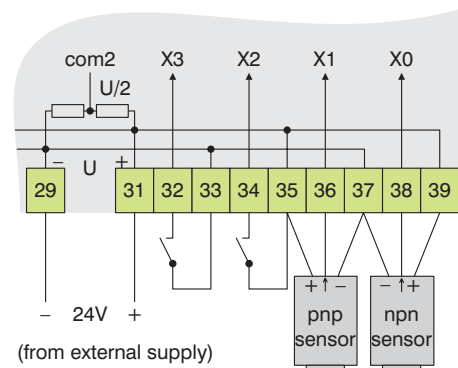 com2 X3 X2 X1 X0
U/2
− U +
29 31 32 33 34 35 36 37 38 39
+ − − +
− 24V + pnp npn
sensor sensor
(from external supply)